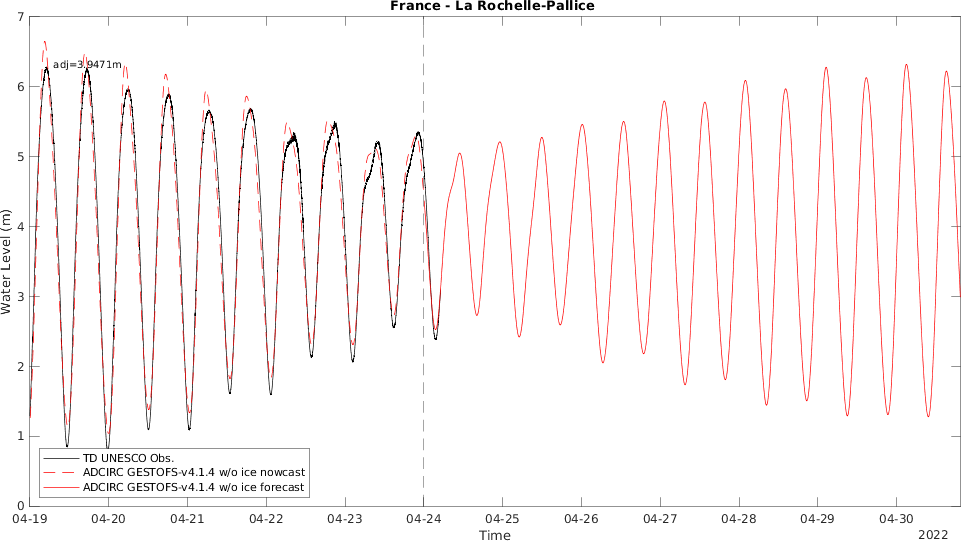 France - La Rochelle-Pallice
7
6
5
4
3
2
1
0
Water Level (m)
adj=3.9471m
TD UNESCO Obs.
ADCIRC GESTOFS-v4.1.4 w/o ice nowcast
ADCIRC GESTOFS-v4.1.4 w/o ice forecast
04-19 04-20 04-21 04-22 04-23 04-24 04-25 04-26 04-27 04-28 04-29 04-30
Time
2022